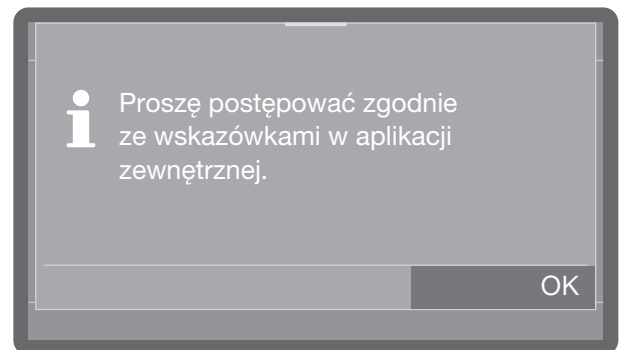 Proszę postępować zgodnie
ze wskazówkami w aplikacji
zewnętrznej.
OK